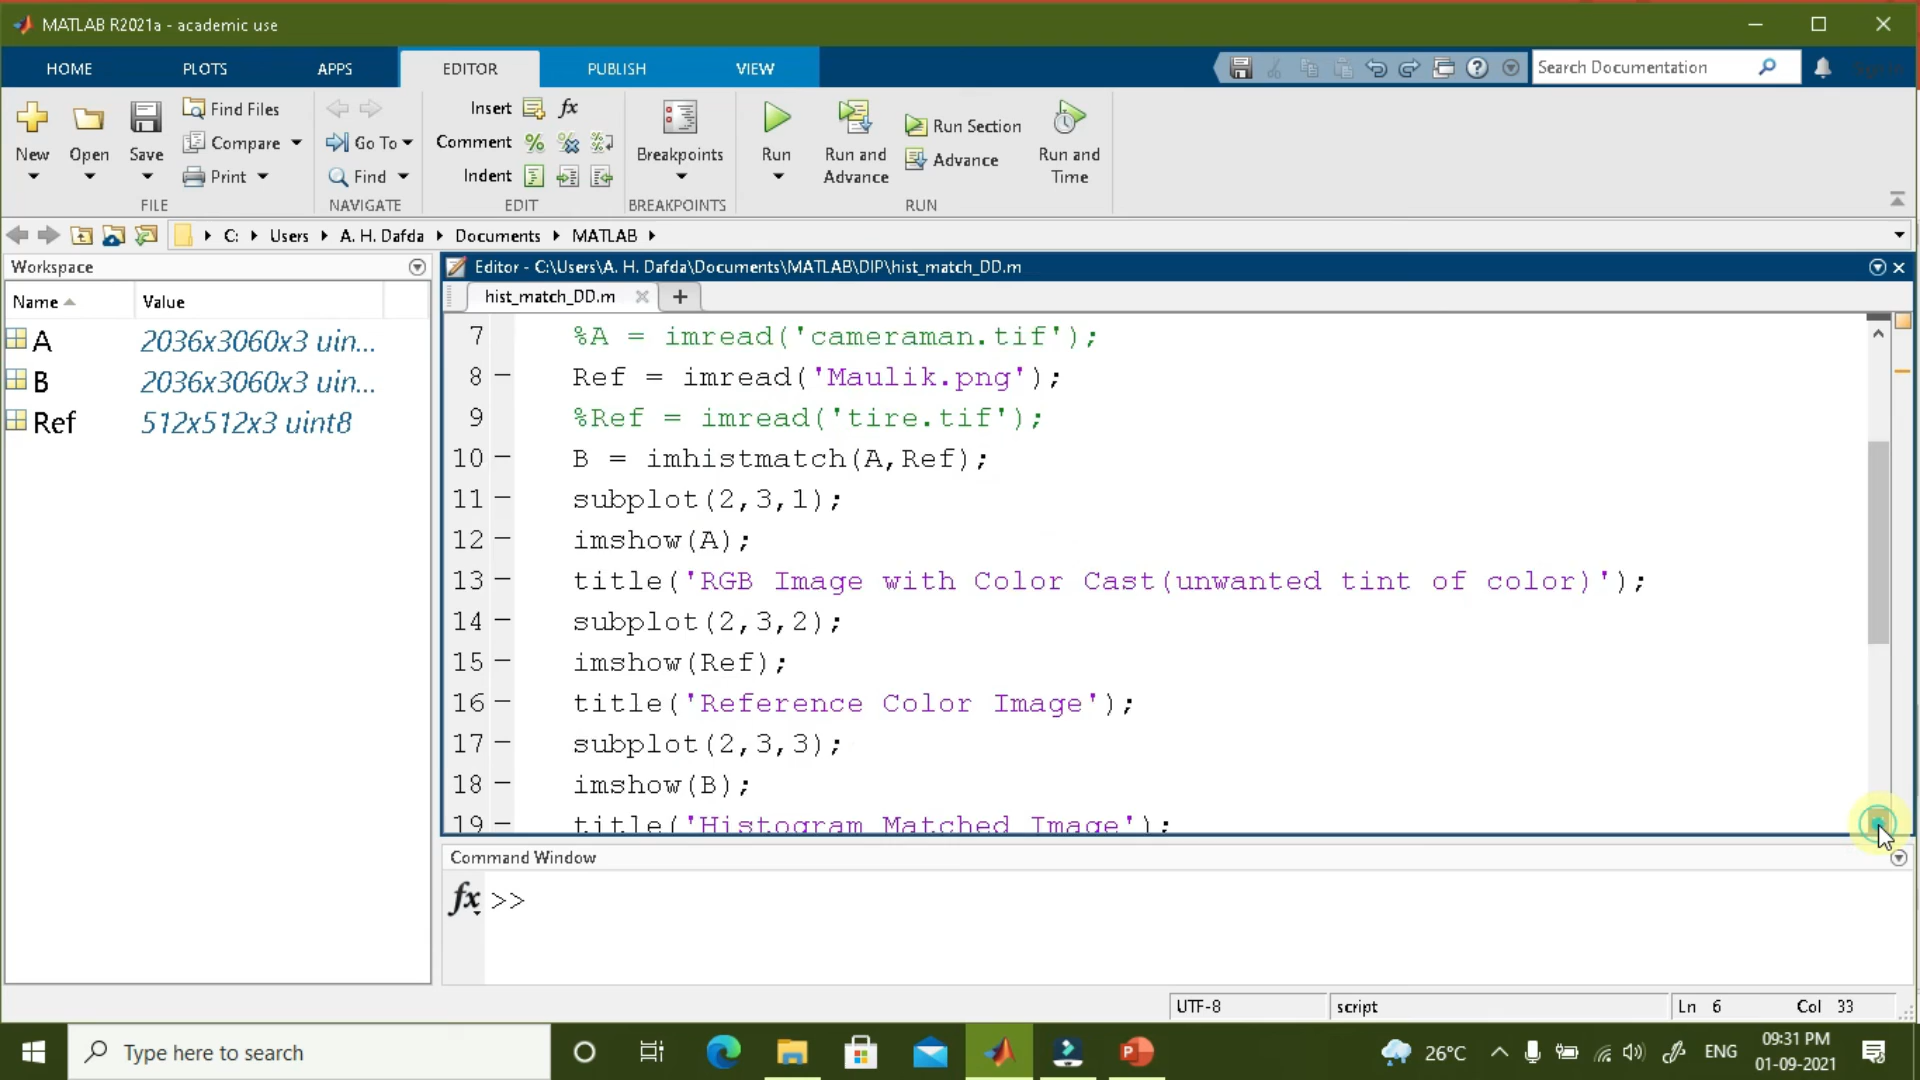 MATLAB R2021a - academic use
HOME PLOTS APPS EDITOR PUBLISH VIEW
Search Documentation
New
Open
Save
Find Files
Compare
Print
FILE
Go To
Find
NAVIGATE
Insert fx
Comment
Indent
EDIT
Breakpoints
BREAKPOINTS
Run
Run and
Advance
Run Section
Advance
Run and
Time
RUN
C: Users A. H. Dafda Documents MATLAB
Workspace
Name Value
A 2036x3060x3 uin...
B 2036x3060x3 uin...
Ref 512x512x3 uint8
Editor - C:\Users\A. H. Dafda\Documents\MATLAB\DIP\hist_match_DD.m
hist_match_DD.m
7 %A = imread('cameraman.tif');
8 – Ref = imread('Maulik.png');
9 %Ref = imread('tire.tif');
10 – B = imhistmatch(A,Ref);
11 – subplot(2,3,1);
12 – imshow(A);
13 – title('RGB Image with Color Cast(unwanted tint of color)');
14 – subplot(2,3,2);
15 – imshow(Ref);
16 – title('Reference Color Image');
17 – subplot(2,3,3);
18 – imshow(B);
19 – title('Histogram Matched Image');
Command Window
fx >>
UTF-8 script Ln 6 Col 33
Type here to search
26°C
ENG
09:31 PM
01-09-2021